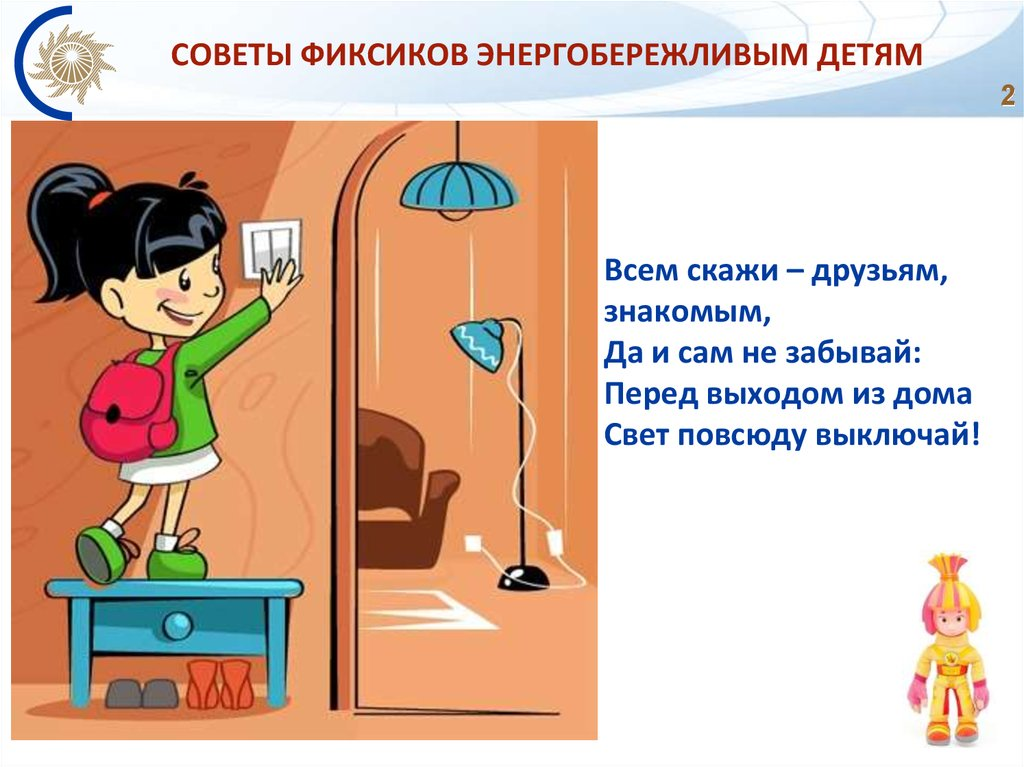 СОВЕТЫ ФИКСИКОВ ЭНЕРГОБЕРЕЖЛИВЫМ ДЕТЯМ
2
Всем скажи – друзьям,
знакомым,
Да и сам не забывай:
Перед выходом из дома
Свет повсюду выключай!